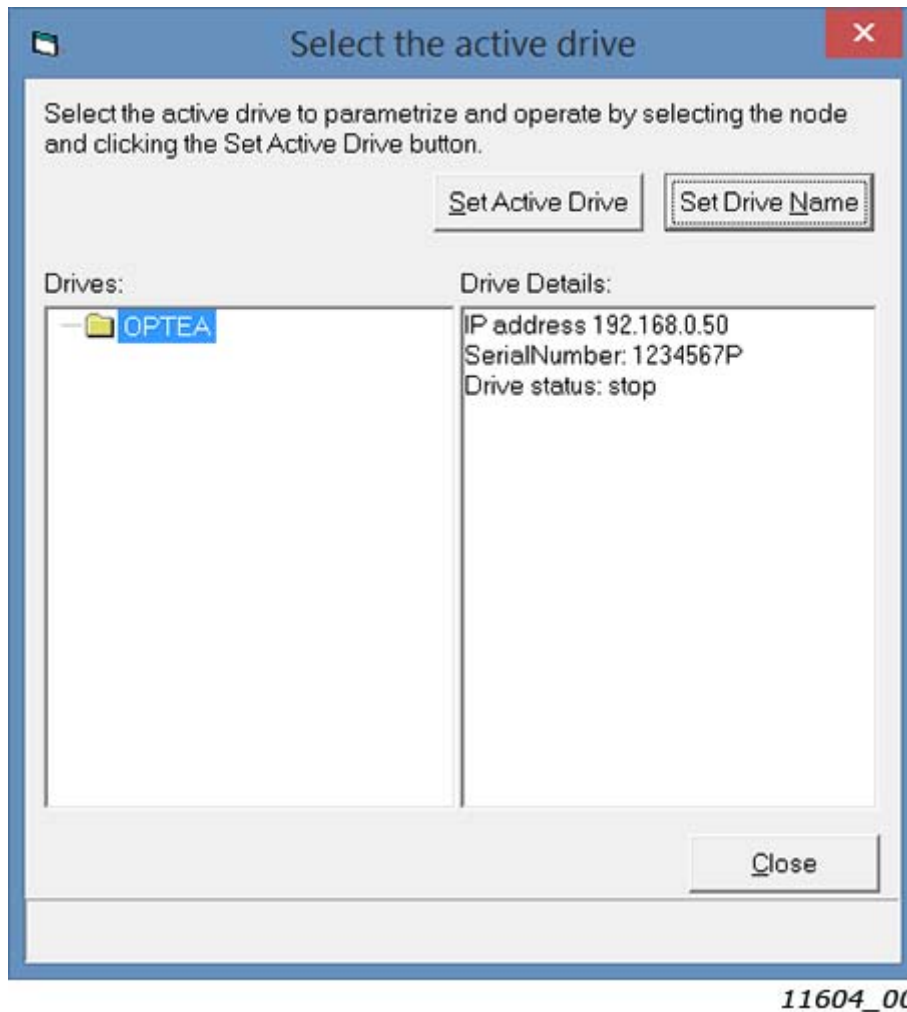 Select the active drive
Select the active drive to parametrize and operate by selecting the node
and clicking the Set Active Drive button.
Set Active Drive
Set Drive Name
Drives:
Drive Details:
OPTEA
IP address 192.168.0.50
SerialNumber: 1234567P
Drive status: stop
Close
11604_00